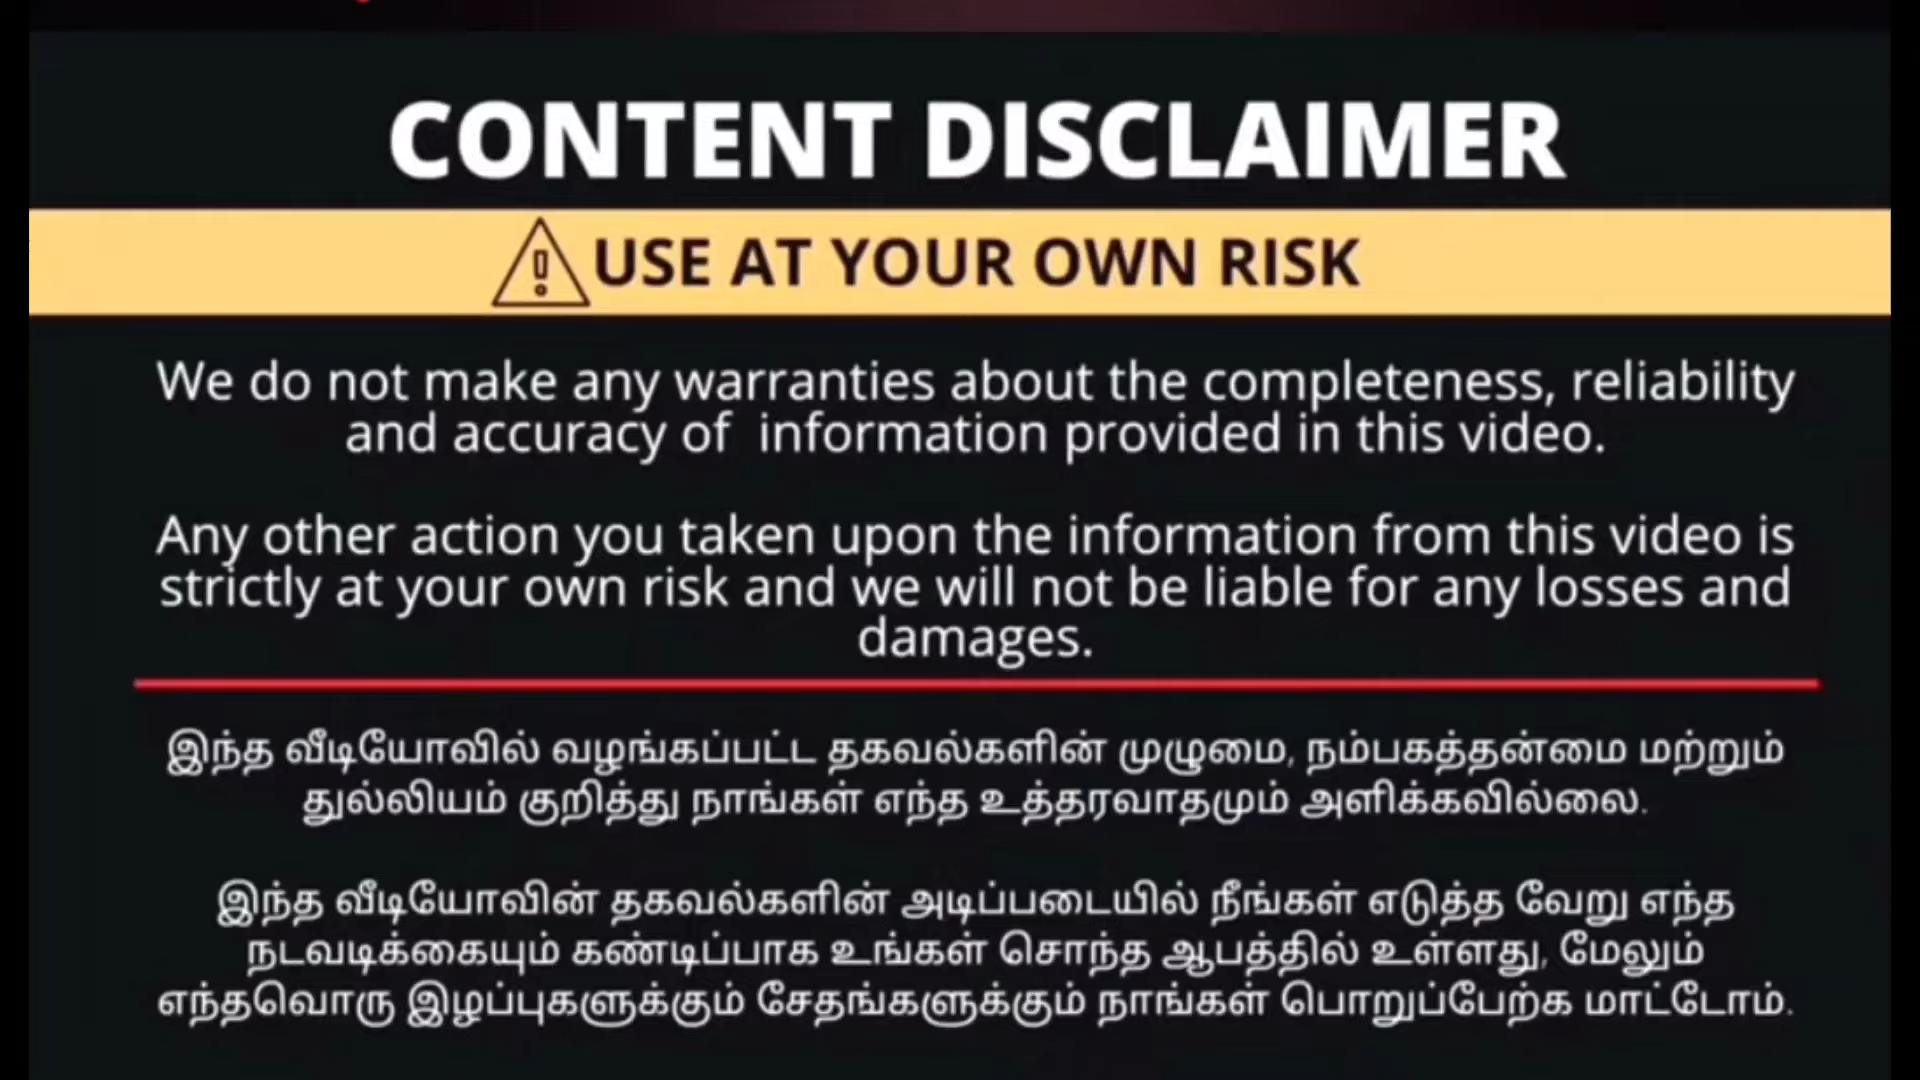 CONTENT DISCLAIMER
USE AT YOUR OWN RISK
We do not make any warranties about the completeness, reliability
and accuracy of information provided in this video.
Any other action you taken upon the information from this video is
strictly at your own risk and we will not be liable for any losses and
damages.
இந்த வீடியோவில் வழங்கப்பட்ட தகவல்களின் முழுமை, நம்பகத்தன்மை மற்றும்
துல்லியம் குறித்து நாங்கள் எந்த உத்தரவாதமும் அளிக்கவில்லை.
இந்த வீடியோவின் தகவல்களின் அடிப்படையில் நீங்கள் எடுத்த வேறு எந்த
நடவடிக்கையும் கண்டிப்பாக உங்கள் சொந்த ஆபத்தில் உள்ளது, மேலும்
எந்தவொரு இழப்புகளுக்கும் சேதங்களுக்கும் நாங்கள் பொறுப்பேற்க மாட்டோம்.